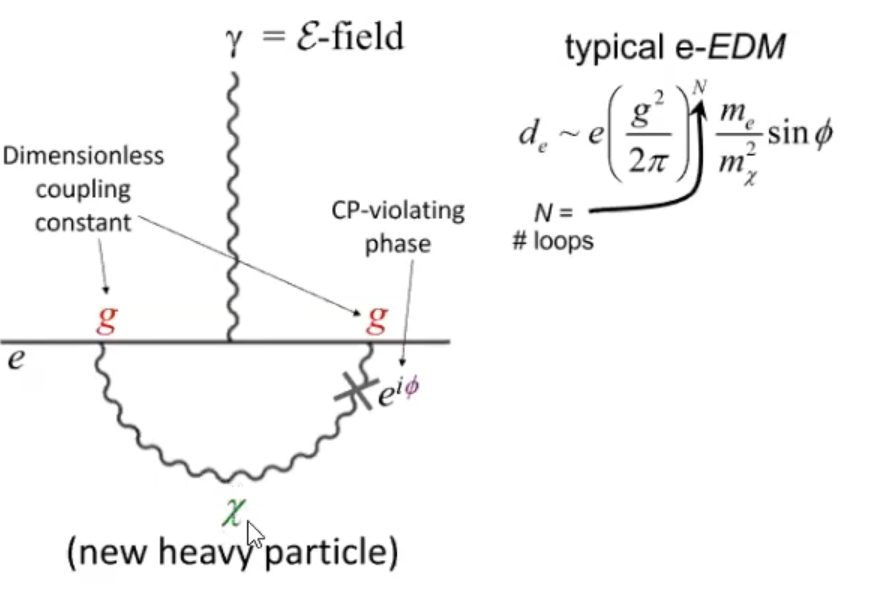 γ = ℰ-field
typical e-EDM
d_e ~ e(g²/2π)^N m_e/m_χ² sin ϕ
N =
# loops
Dimensionless
coupling
constant
CP-violating
phase
g
g
e
e^{iϕ}
χ
(new heavy particle)